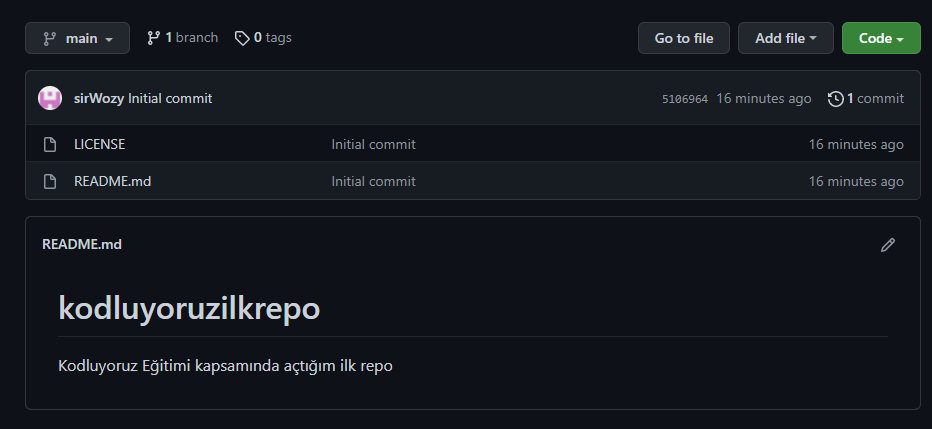 main 1 branch 0 tags Go to file Add file Code
sirWozy Initial commit 5106964 16 minutes ago 1 commit
LICENSE Initial commit 16 minutes ago
README.md Initial commit 16 minutes ago
README.md
kodluyoruzilkrepo
Kodluyoruz Eğitimi kapsamında açtığım ilk repo